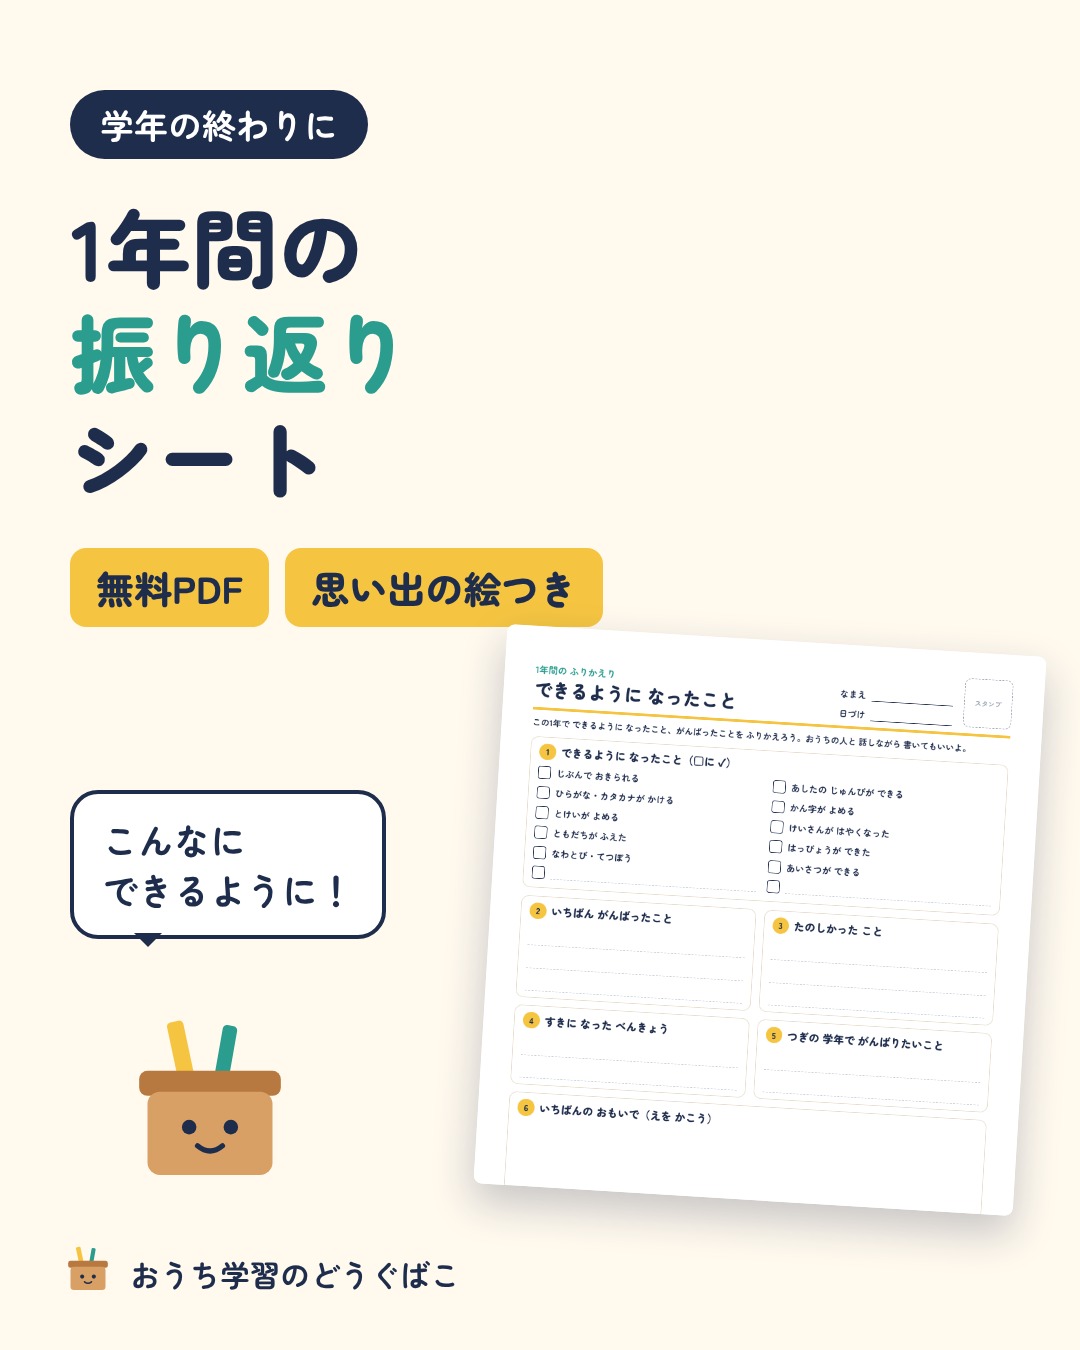 学年の終わりに
1年間の
振り返り
シート
無料PDF
思い出の絵つき
1年間の ふりかえり
できるように なったこと
なまえ
日づけ
スタンプ
この1年で できるように なったこと、がんばったことを ふりかえろう。おうちの人と 話しながら 書いてもいいよ。
1 できるように なったこと（□に ✓）
じぶんで おきられる
ひらがな・カタカナが かける
とけいが よめる
ともだちが ふえた
なわとび・てつぼう
あしたの じゅんびが できる
かん字が よめる
けいさんが はやくなった
はっぴょうが できた
あいさつが できる
2 いちばん がんばったこと
3 たのしかった こと
4 すきに なった べんきょう
5 つぎの 学年で がんばりたいこと
6 いちばんの おもいで（えを かこう）
こんなに
できるように！
おうち学習のどうぐばこ